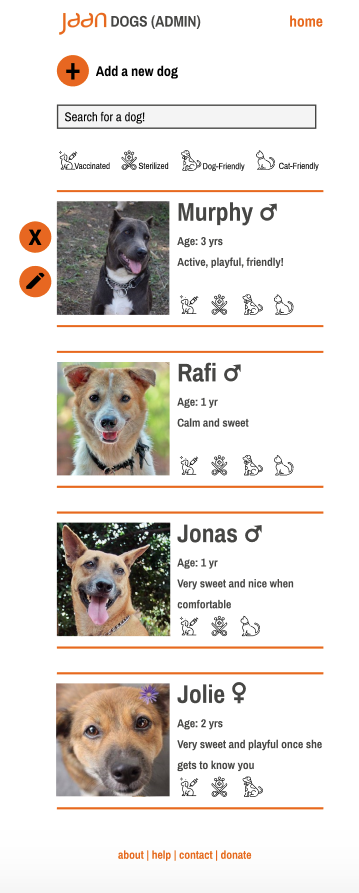 jaan DOGS (ADMIN) home
+ Add a new dog
Search for a dog!
Vaccinated Sterilized Dog-Friendly Cat-Friendly
Murphy ♂
X
Age: 3 yrs
Active, playful, friendly!
Rafi ♂
Age: 1 yr
Calm and sweet
Jonas ♂
Age: 1 yr
Very sweet and nice when
comfortable
Jolie ♀
Age: 2 yrs
Very sweet and playful once she
gets to know you
about | help | contact | donate